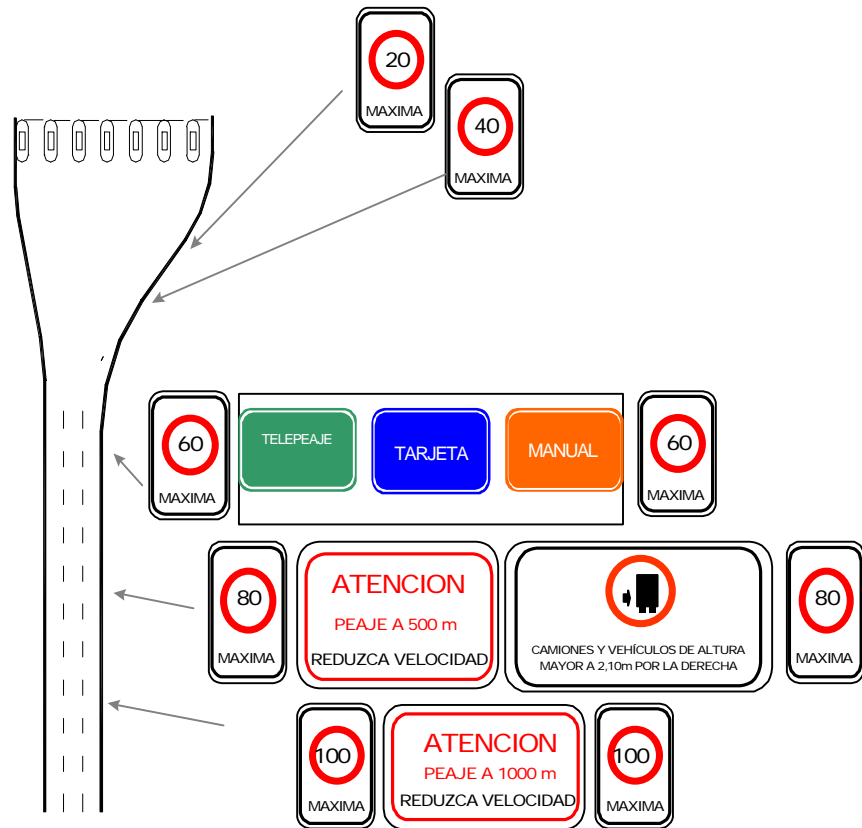 20
MAXIMA
40
MAXIMA
60
MAXIMA
TELEPEAJE
TARJETA
MANUAL
60
MAXIMA
80
MAXIMA
ATENCION
PEAJE A 500 m
REDUZCA VELOCIDAD
CAMIONES Y VEHÍCULOS DE ALTURA
MAYOR A 2,10m POR LA DERECHA
80
MAXIMA
100
MAXIMA
ATENCION
PEAJE A 1000 m
REDUZCA VELOCIDAD
100
MAXIMA